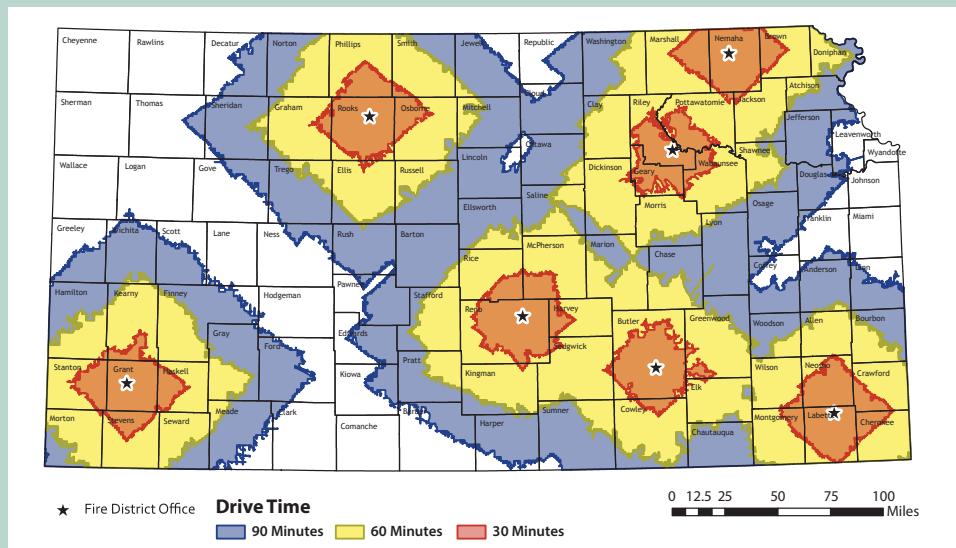 Cheyenne Rawlins Decatur Norton Phillips Smith Jewell Republic Washington Marshall Nemaha Brown Doniphan
Sherman Thomas Sheridan Graham Rooks Osborne Mitchell Cloud Clay Riley Pottawatomie Jackson Atchison
Jefferson Leavenworth Wyandotte
Wallace Logan Gove Trego Ellis Russell Lincoln Ottawa Dickinson Geary Wabaunsee Shawnee Douglas Johnson
Ellsworth Saline Morris Lyon Osage Franklin Miami
Greeley Wichita Scott Lane Ness Rush Barton Rice McPherson Marion Chase Coffey Anderson Linn
Hamilton Kearny Finney Hodgeman Pawnee Stafford Reno Harvey Butler Greenwood Woodson Allen Bourbon
Gray Ford Edwards Sedgwick
Stanton Grant Haskell Kiowa Pratt Kingman Elk Wilson Neosho Crawford
Morton Stevens Seward Meade Clark Comanche Barber Harper Sumner Cowley Chautauqua Montgomery Labette Cherokee
Fire District Office
Drive Time
90 Minutes 60 Minutes 30 Minutes
0 12.5 25 50 75 100
Miles